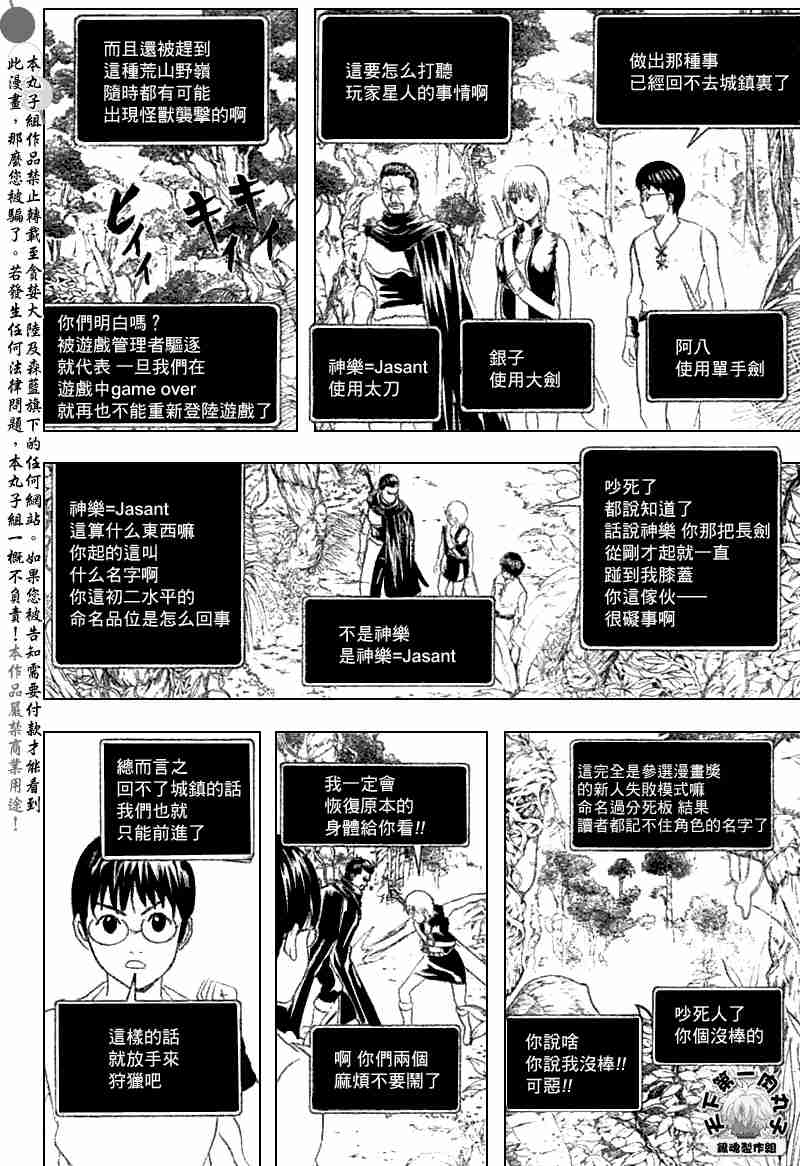 做出那種事
已經回不去城鎮裏了
這要怎么打聽
玩家星人的事情啊
阿八
使用單手劍
銀子
使用大劍
神樂=Jasant
使用太刀
而且還被趕到
這種荒山野嶺
隨時都有可能
出現怪獸襲擊的啊
キィキィ
ヒィィ
你們明白嗎？
被遊戲管理者驅逐
就代表 一旦我們在
遊戲中game over
就再也不能重新登陸遊戲了
吵死了
都說知道了
話說神樂 你那把長劍
從剛才起就一直
踫到我膝蓋
你這傢伙——
很礙事啊
不是神樂
是神樂=Jasant
神樂=Jasant
這算什么東西嘛
你起的這叫
什么名字啊
你這初二水平的
命名品位是怎么回事
這完全是參選漫畫獎
的新人失敗模式嘛
命名過分死板 結果
讀者都記不住角色的名字了
吵死人了
你個沒棒的
你說啥
你說我沒棒!!
可惡!!
我一定會
恢復原本的
身體給你看!!
啊 你們兩個
麻煩不要鬧了
總而言之
回不了城鎮的話
我們也就
只能前進了
這樣的話
就放手來
狩獵吧
本丸子組作品禁止轉載至貪婪大陸及森藍旗下的任何網站。如果您被告知需要付款才能看到
此漫畫，那麼您被騙了。若發生任何法律問題，本丸子組一概不負責！本作品嚴禁商業用途！
天下第一肉丸子
銀魂製作組